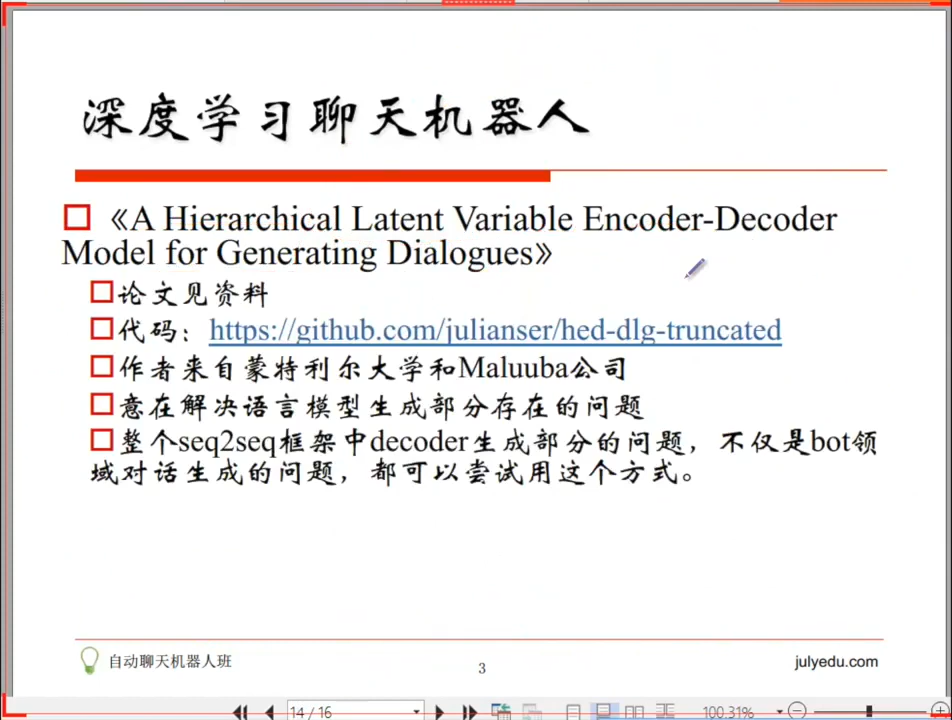 深度学习聊天机器人
《A Hierarchical Latent Variable Encoder-Decoder
Model for Generating Dialogues》
论文见资料
代码：https://github.com/julianser/hed-dlg-truncated
作者来自蒙特利尔大学和Maluuba公司
意在解决语言模型生成部分存在的问题
整个seq2seq框架中decoder生成部分的问题，不仅是bot领
域对话生成的问题，都可以尝试用这个方式。
自动聊天机器人班
3
julyedu.com
14 / 16
100.31%